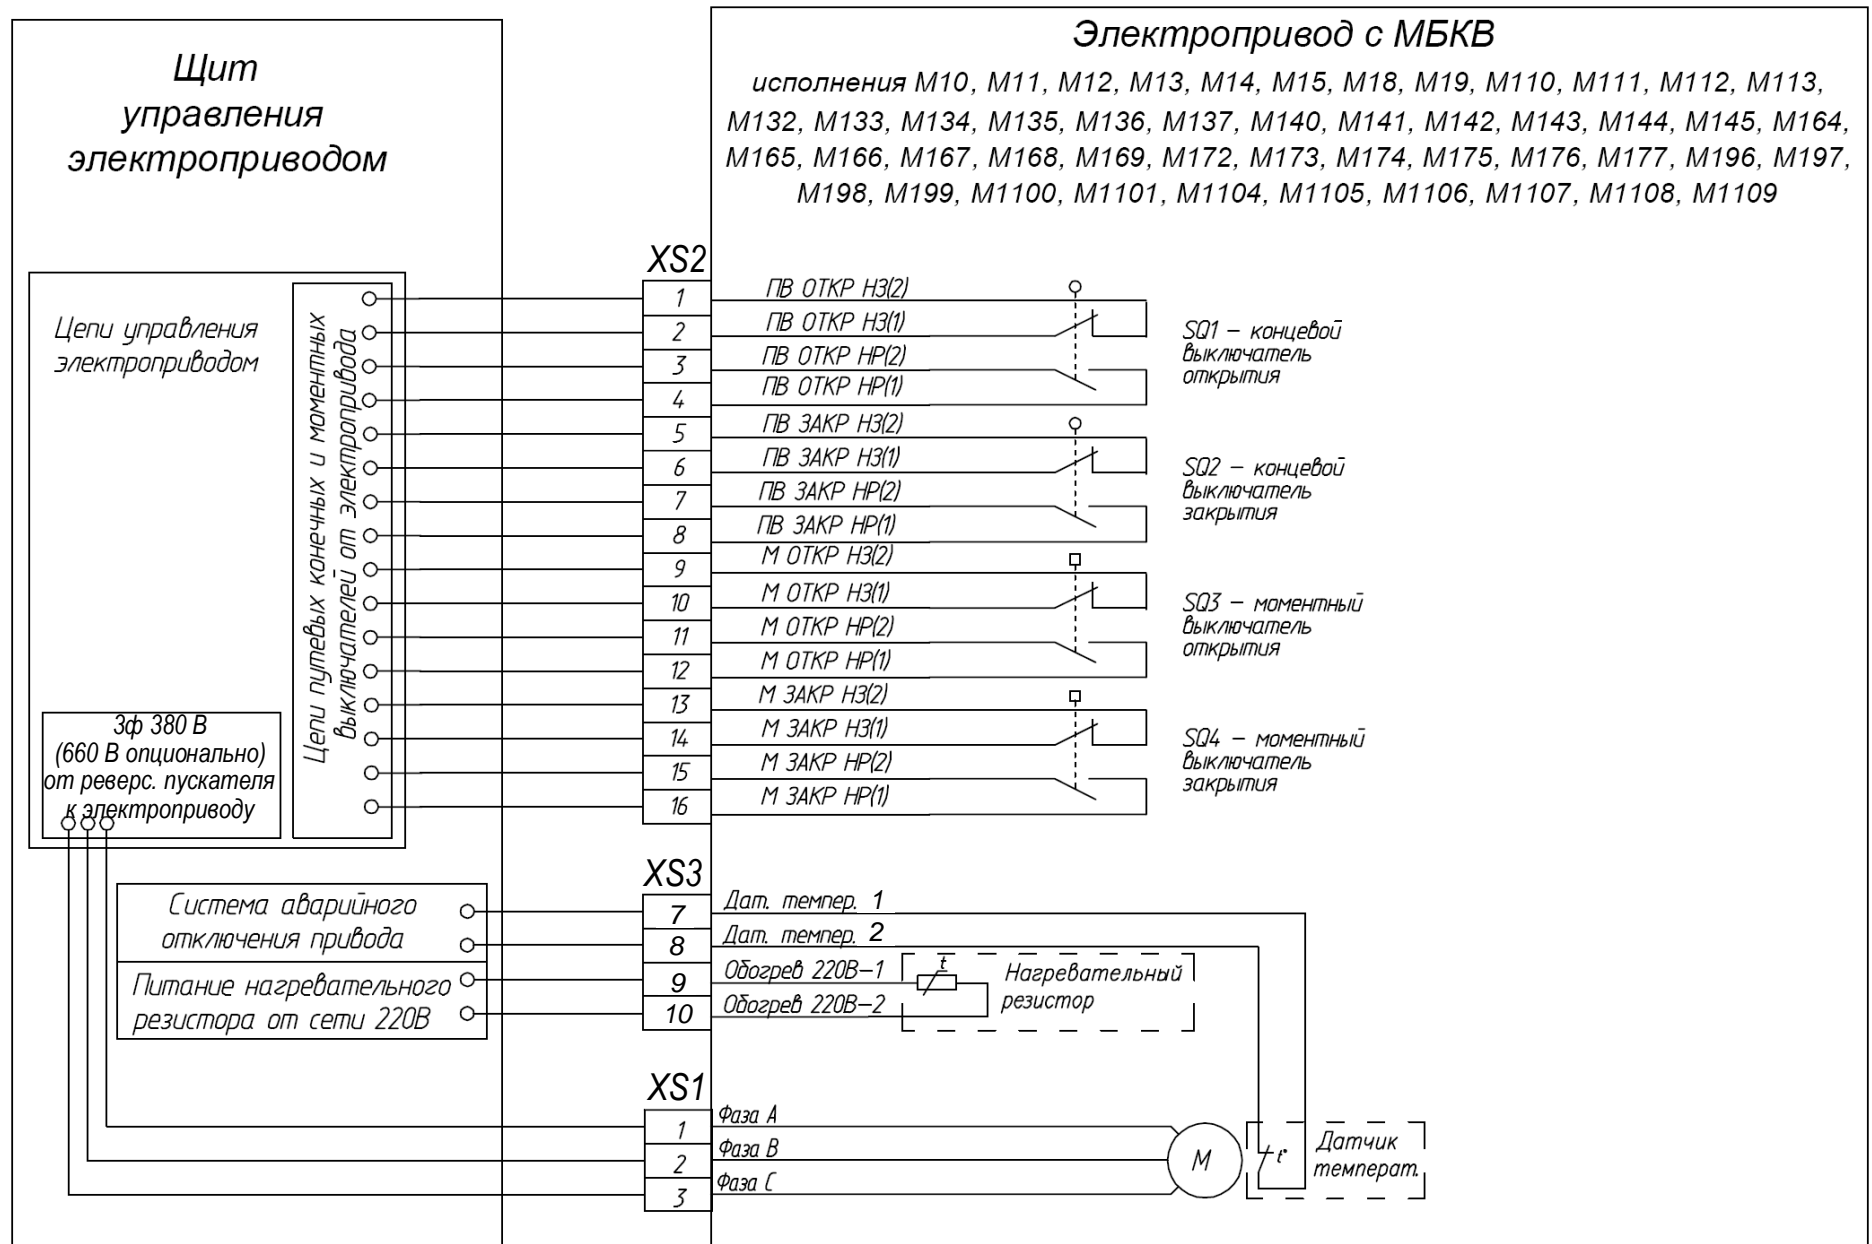 Щит
управления
электроприводом
Электропривод с МБКВ
исполнения М10, М11, М12, М13, М14, М15, М18, М19, М110, М111, М112, М113,
М132, М133, М134, М135, М136, М137, М140, М141, М142, М143, М144, М145, М164,
М165, М166, М167, М168, М169, М172, М173, М174, М175, М176, М177, М196, М197,
М198, М199, М1100, М1101, М1104, М1105, М1106, М1107, М1108, М1109
Цепи управления
электроприводом
Цепи путевых конечных и моментных
выключателей от электропривода
3ф 380 В
(660 В опционально)
от реверс. пускателя
к электроприводу
XS2
1 ПВ ОТКР НЗ(2)
2 ПВ ОТКР НЗ(1)
3 ПВ ОТКР НР(2)
4 ПВ ОТКР НР(1)
SQ1 – концевой
выключатель
открытия
5 ПВ ЗАКР НЗ(2)
6 ПВ ЗАКР НЗ(1)
7 ПВ ЗАКР НР(2)
8 ПВ ЗАКР НР(1)
SQ2 – концевой
выключатель
закрытия
9 М ОТКР НЗ(2)
10 М ОТКР НЗ(1)
11 М ОТКР НР(2)
12 М ОТКР НР(1)
SQ3 – моментный
выключатель
открытия
13 М ЗАКР НЗ(2)
14 М ЗАКР НЗ(1)
15 М ЗАКР НР(2)
16 М ЗАКР НР(1)
SQ4 – моментный
выключатель
закрытия
Система аварийного
отключения привода
Питание нагревательного
резистора от сети 220В
XS3
7 Дат. темпер. 1
8 Дат. темпер. 2
9 Обогрев 220В–1
10 Обогрев 220В–2
t
Нагревательный
резистор
XS1
1 Фаза А
2 Фаза В
3 Фаза С
М
t°
Датчик
температ.